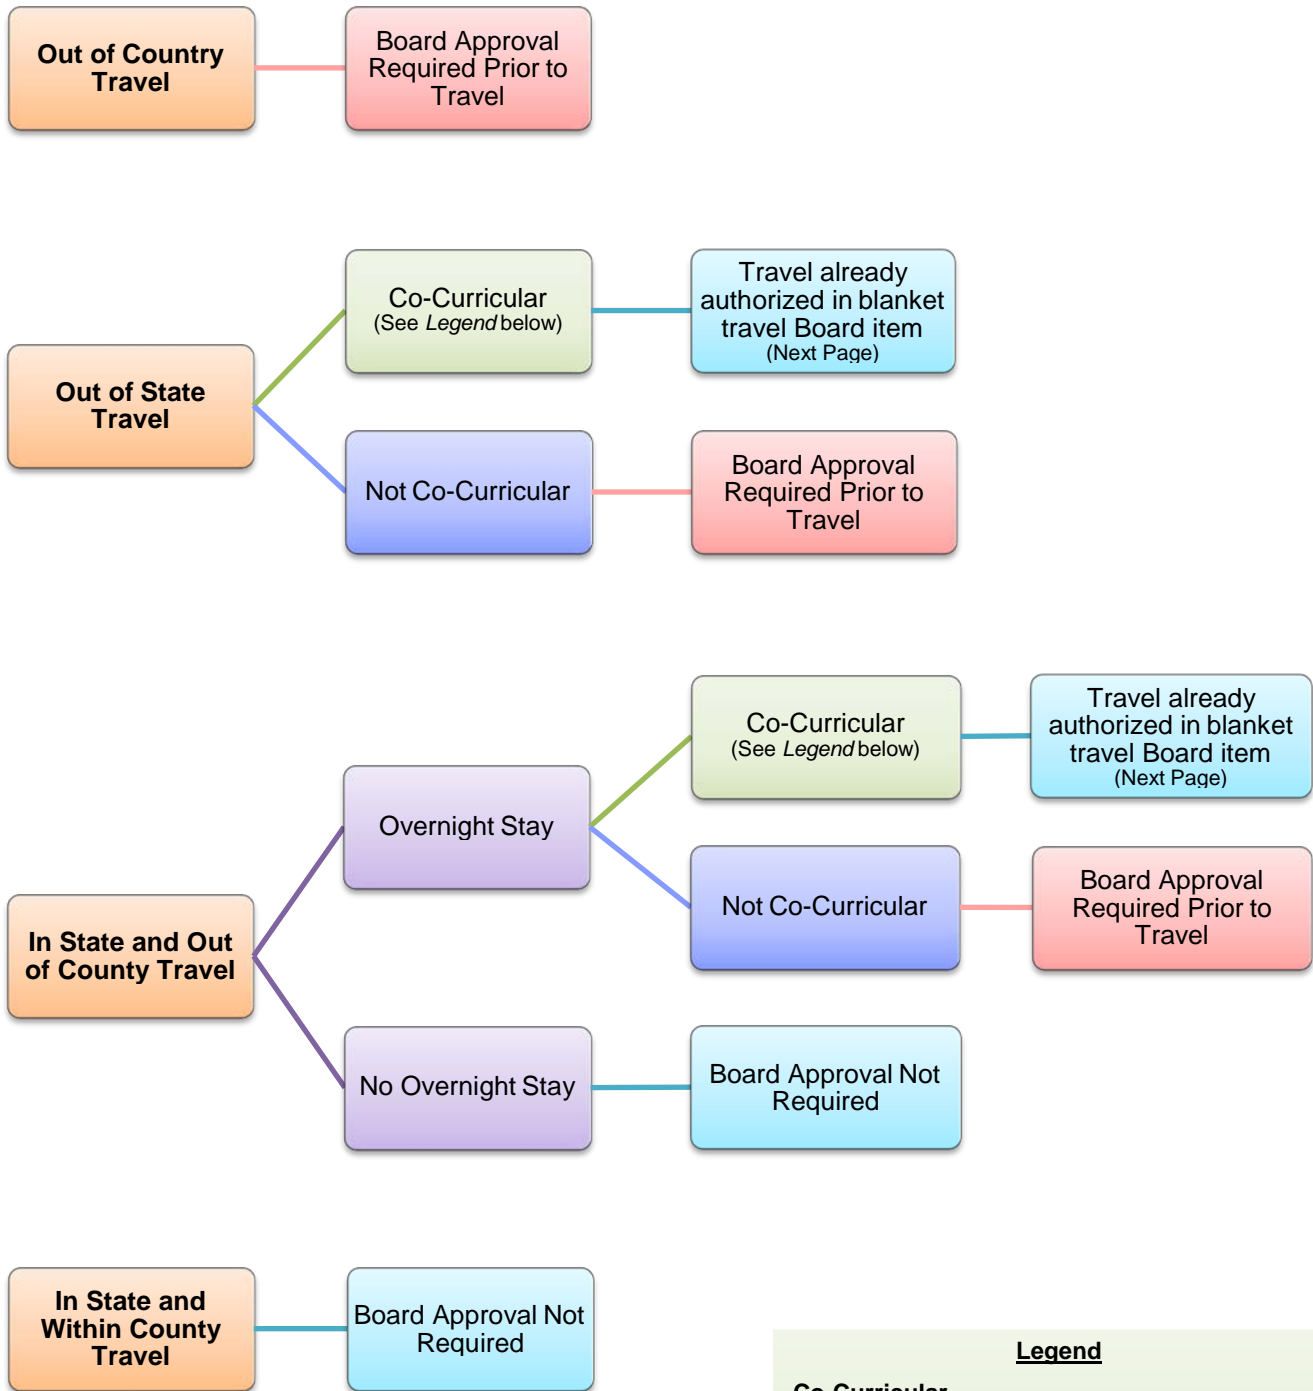 Out of Country
Travel
Board Approval
Required Prior to
Travel
Out of State
Travel
Co-Curricular
(See Legend below)
Travel already
authorized in blanket
travel Board item
(Next Page)
Not Co-Curricular
Board Approval
Required Prior to
Travel
In State and Out
of County Travel
Overnight Stay
Co-Curricular
(See Legend below)
Travel already
authorized in blanket
travel Board item
(Next Page)
Not Co-Curricular
Board Approval
Required Prior to
Travel
No Overnight Stay
Board Approval Not
Required
In State and
Within County
Travel
Board Approval Not
Required
Legend
Co-Curricular